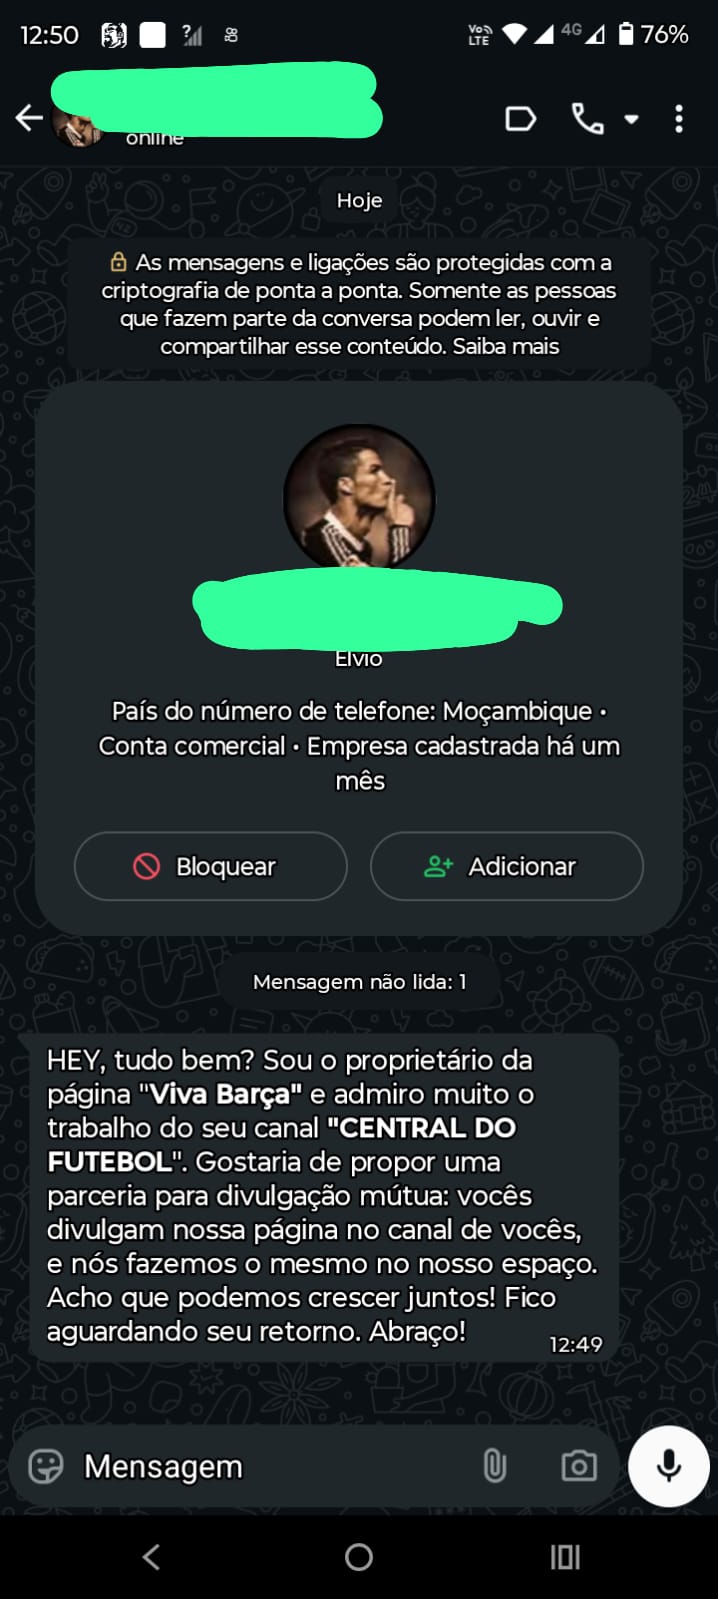 12:50
Vo
LTE
4G
76%
online
Hoje
As mensagens e ligações são protegidas com a
criptografia de ponta a ponta. Somente as pessoas
que fazem parte da conversa podem ler, ouvir e
compartilhar esse conteúdo. Saiba mais
Elvio
País do número de telefone: Moçambique •
Conta comercial • Empresa cadastrada há um
mês
Bloquear
Adicionar
Mensagem não lida: 1
HEY, tudo bem? Sou o proprietário da
página "Viva Barça" e admiro muito o
trabalho do seu canal "CENTRAL DO
FUTEBOL". Gostaria de propor uma
parceria para divulgação mútua: vocês
divulgam nossa página no canal de vocês,
e nós fazemos o mesmo no nosso espaço.
Acho que podemos crescer juntos! Fico
aguardando seu retorno. Abraço!
12:49
Mensagem